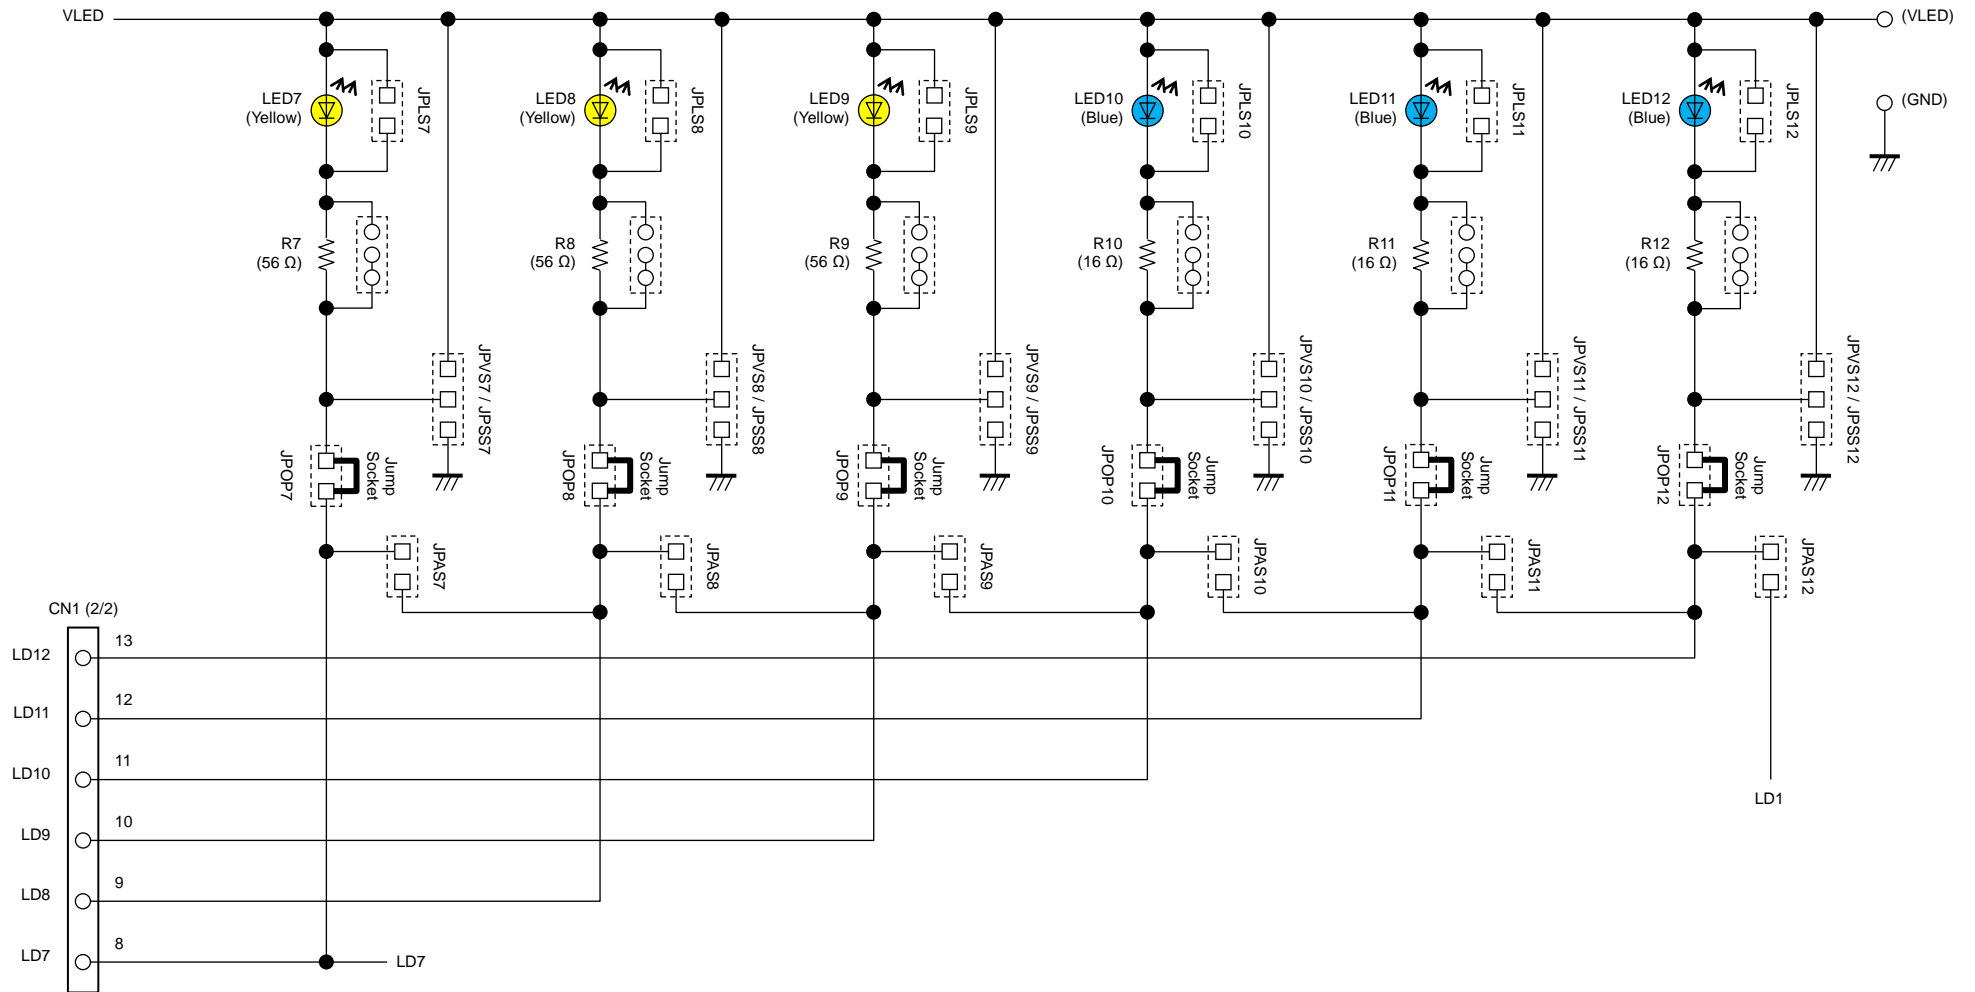 VLED
(VLED)
(GND)
LED7
(Yellow)
JPLS7
LED8
(Yellow)
JPLS8
LED9
(Yellow)
JPLS9
LED10
(Blue)
JPLS10
LED11
(Blue)
JPLS11
LED12
(Blue)
JPLS12
R7
(56 Ω)
R8
(56 Ω)
R9
(56 Ω)
R10
(16 Ω)
R11
(16 Ω)
R12
(16 Ω)
JPVS7 / JPSS7
JPVS8 / JPSS8
JPVS9 / JPSS9
JPVS10 / JPSS10
JPVS11 / JPSS11
JPVS12 / JPSS12
JPOP7
Jump
Socket
JPOP8
Jump
Socket
JPOP9
Jump
Socket
JPOP10
Jump
Socket
JPOP11
Jump
Socket
JPOP12
Jump
Socket
JPAS7
JPAS8
JPAS9
JPAS10
JPAS11
JPAS12
CN1 (2/2)
LD12
13
LD11
12
LD10
11
LD1
LD9
10
LD8
9
LD7
8
LD7